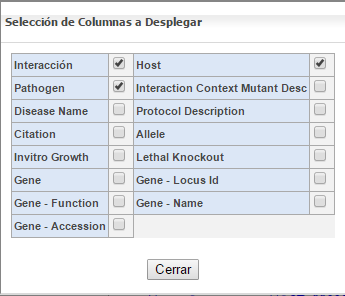 Selección de Columnas a Desplegar
Interacción Host
Pathogen Interaction Context Mutant Desc
Disease Name Protocol Description
Citation Allele
Invitro Growth Lethal Knockout
Gene Gene - Locus Id
Gene - Function Gene - Name
Gene - Accession
Cerrar